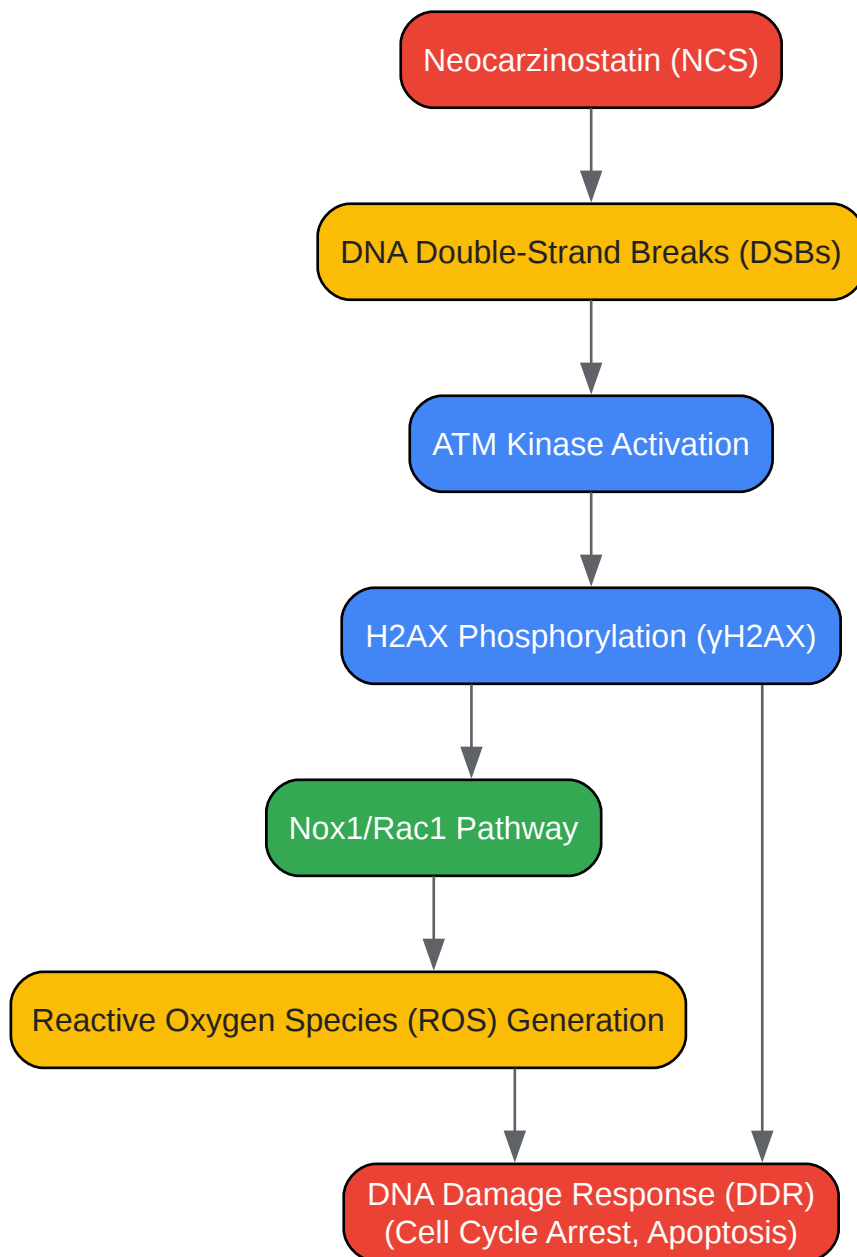 Neocarzinostatin (NCS)
DNA Double-Strand Breaks (DSBs)
ATM Kinase Activation
H2AX Phosphorylation (γH2AX)
Nox1/Rac1 Pathway
Reactive Oxygen Species (ROS) Generation
DNA Damage Response (DDR)
(Cell Cycle Arrest, Apoptosis)